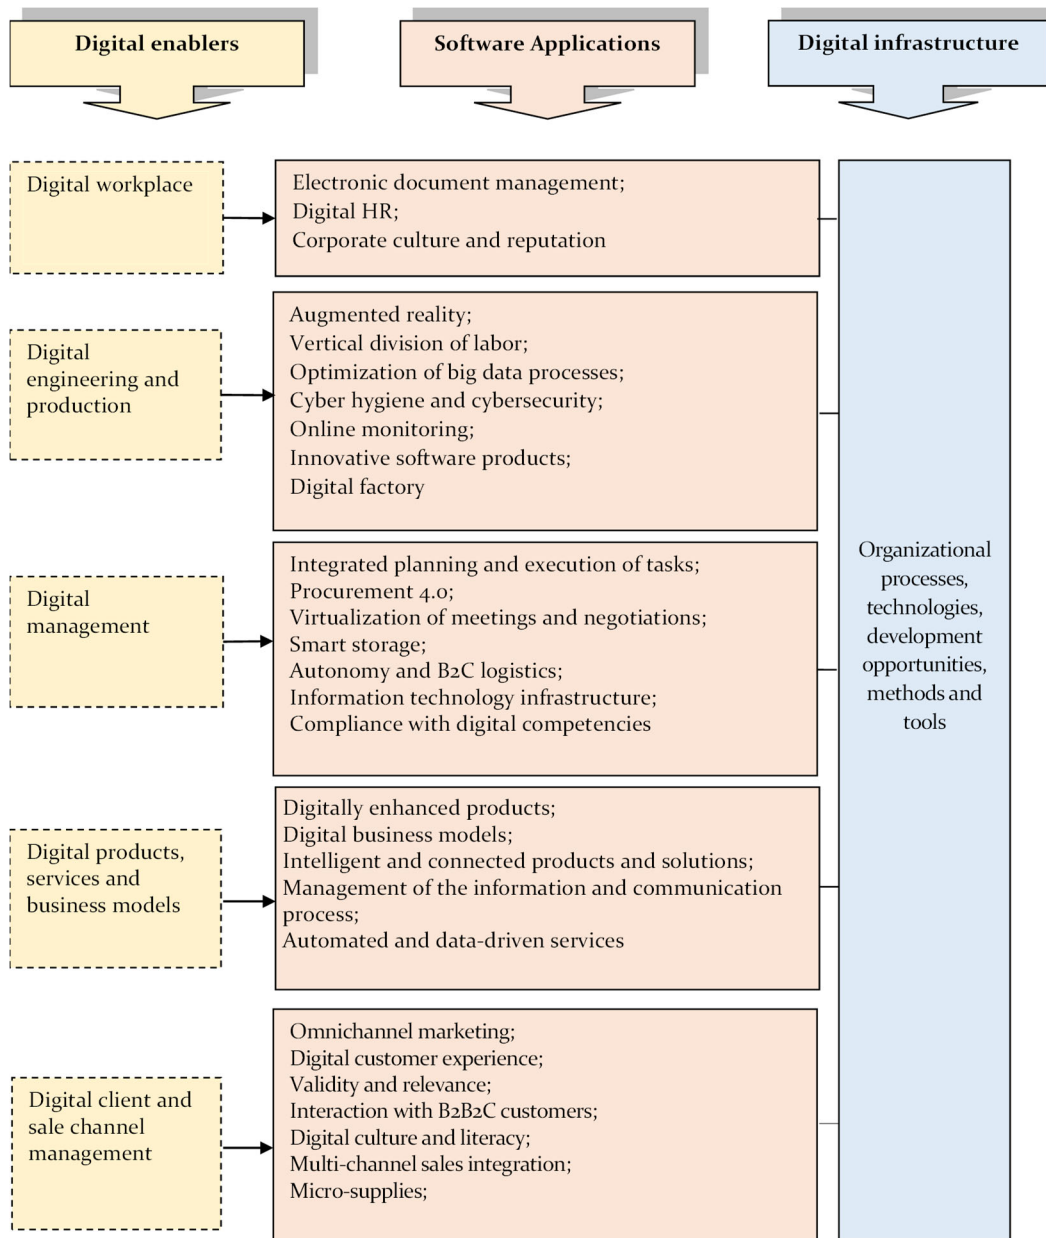 Digital enablers
Software Applications
Digital infrastructure
Digital workplace
Electronic document management;
Digital HR;
Corporate culture and reputation
Digital
engineering and
production
Augmented reality;
Vertical division of labor;
Optimization of big data processes;
Cyber hygiene and cybersecurity;
Online monitoring;
Innovative software products;
Digital factory
Digital
management
Integrated planning and execution of tasks;
Procurement 4.0;
Virtualization of meetings and negotiations;
Smart storage;
Autonomy and B2C logistics;
Information technology infrastructure;
Compliance with digital competencies
Digital products,
services and
business models
Digitally enhanced products;
Digital business models;
Intelligent and connected products and solutions;
Management of the information and communication
process;
Automated and data-driven services
Digital client and
sale channel
management
Omnichannel marketing;
Digital customer experience;
Validity and relevance;
Interaction with B2B2C customers;
Digital culture and literacy;
Multi-channel sales integration;
Micro-supplies;
Organizational
processes,
technologies,
development
opportunities,
methods and
tools